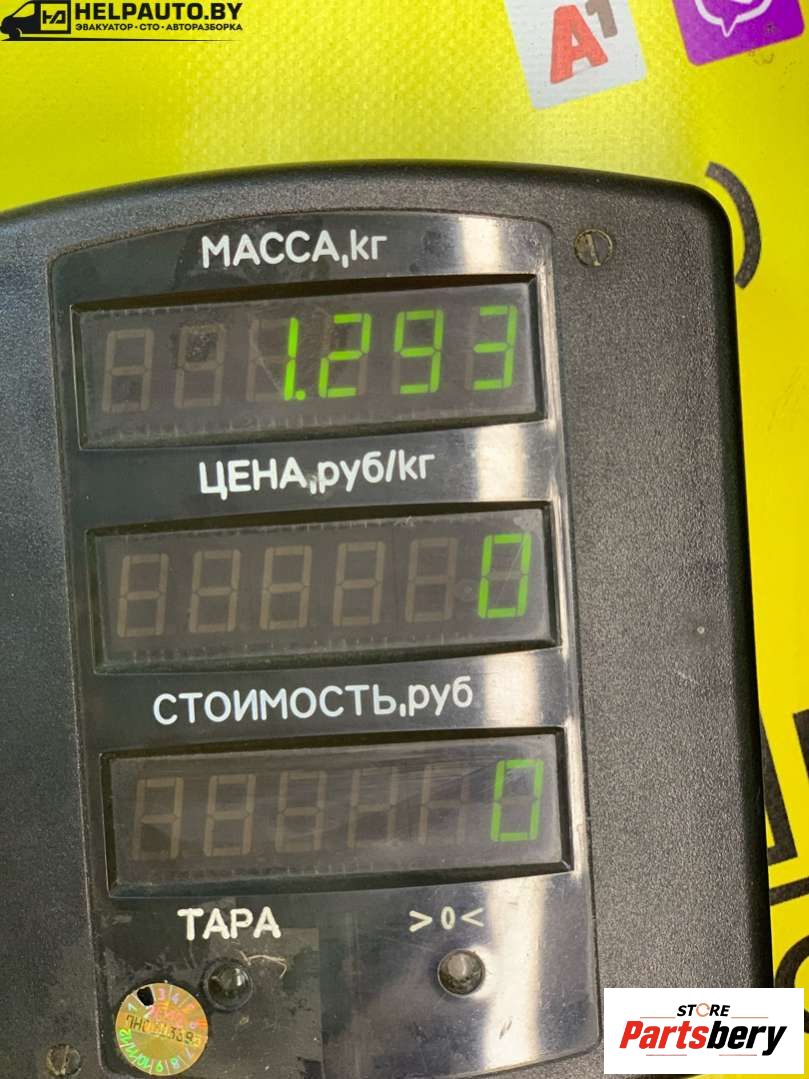 HELPAUTO.BY
ЭВАКУАТОР • СТО • АВТОРАЗБОРКА
A1
МАССА,кг
1.293
ЦЕНА,руб/кг
0
СТОИМОСТЬ,руб
0
ТАРА >0<
STORE
Partsbery